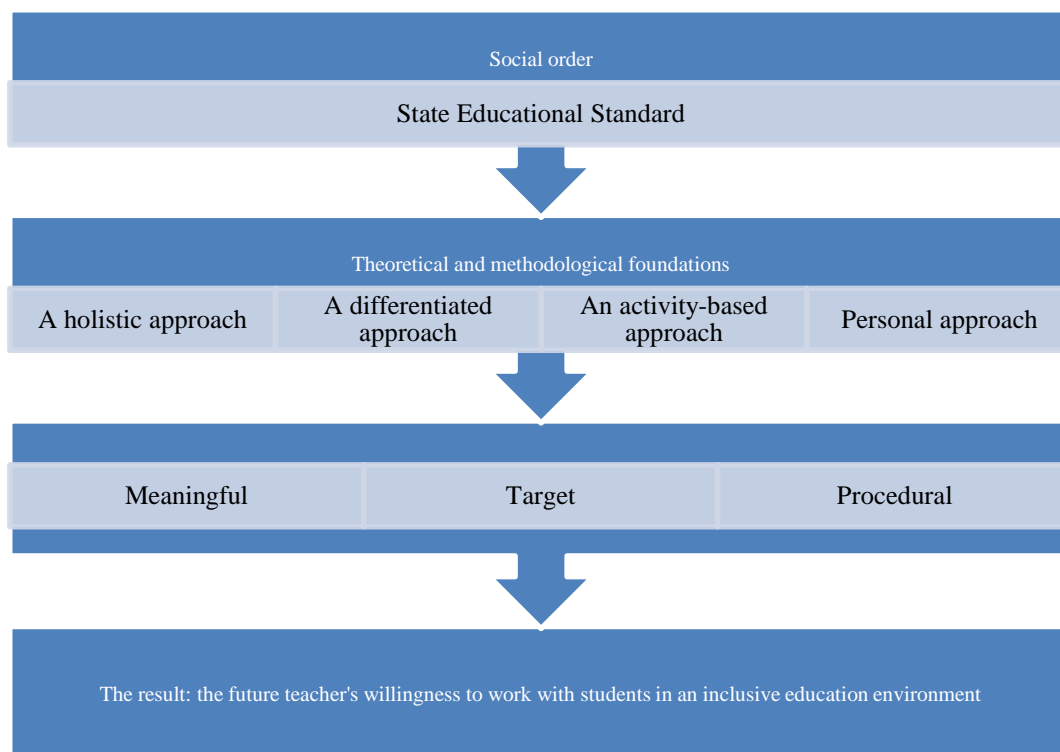 Social order
State Educational Standard
Theoretical and methodological foundations
A holistic approach
A differentiated
approach
An activity-based
approach
Personal approach
Meaningful
Target
Procedural
The result: the future teacher's willingness to work with students in an inclusive education environment